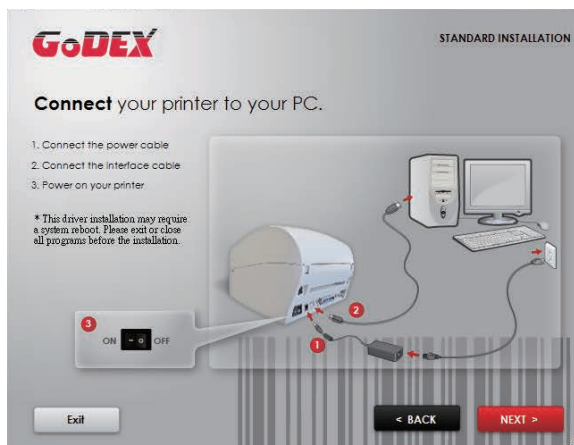 GoDEX
STANDARD INSTALLATION
Connect your printer to your PC.
1. Connect the power cable
2. Connect the interface cable
3. Power on your printer
* This driver installation may require
a system reboot. Please exit or close
all programs before the installation.
3
ON - o OFF
2
1
Exit
< BACK
NEXT >